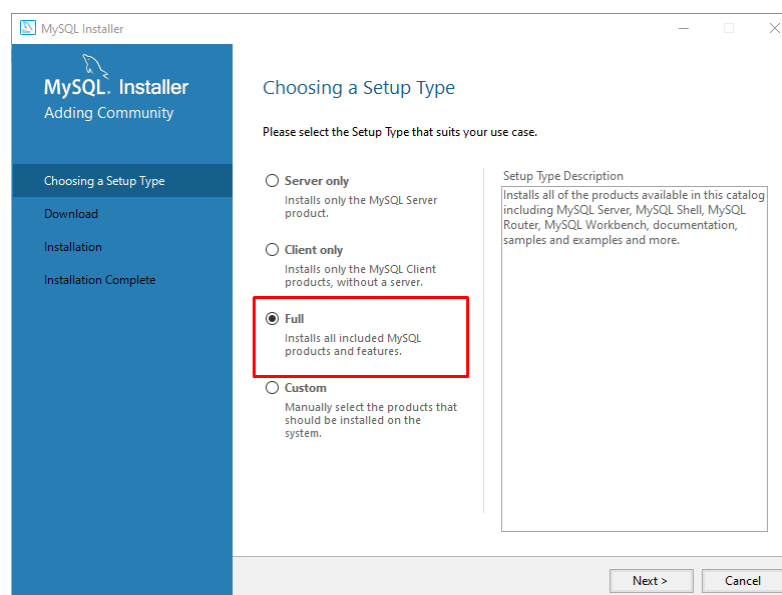 MySQL Installer
MySQL. Installer
Adding Community
Choosing a Setup Type
Download
Installation
Installation Complete
Choosing a Setup Type
Please select the Setup Type that suits your use case.
Server only
Installs only the MySQL Server
product.
Client only
Installs only the MySQL Client
products, without a server.
Full
Installs all included MySQL
products and features.
Custom
Manually select the products that
should be installed on the
system.
Setup Type Description
Installs all of the products available in this catalog
including MySQL Server, MySQL Shell, MySQL
Router, MySQL Workbench, documentation,
samples and examples and more.
Next >
Cancel